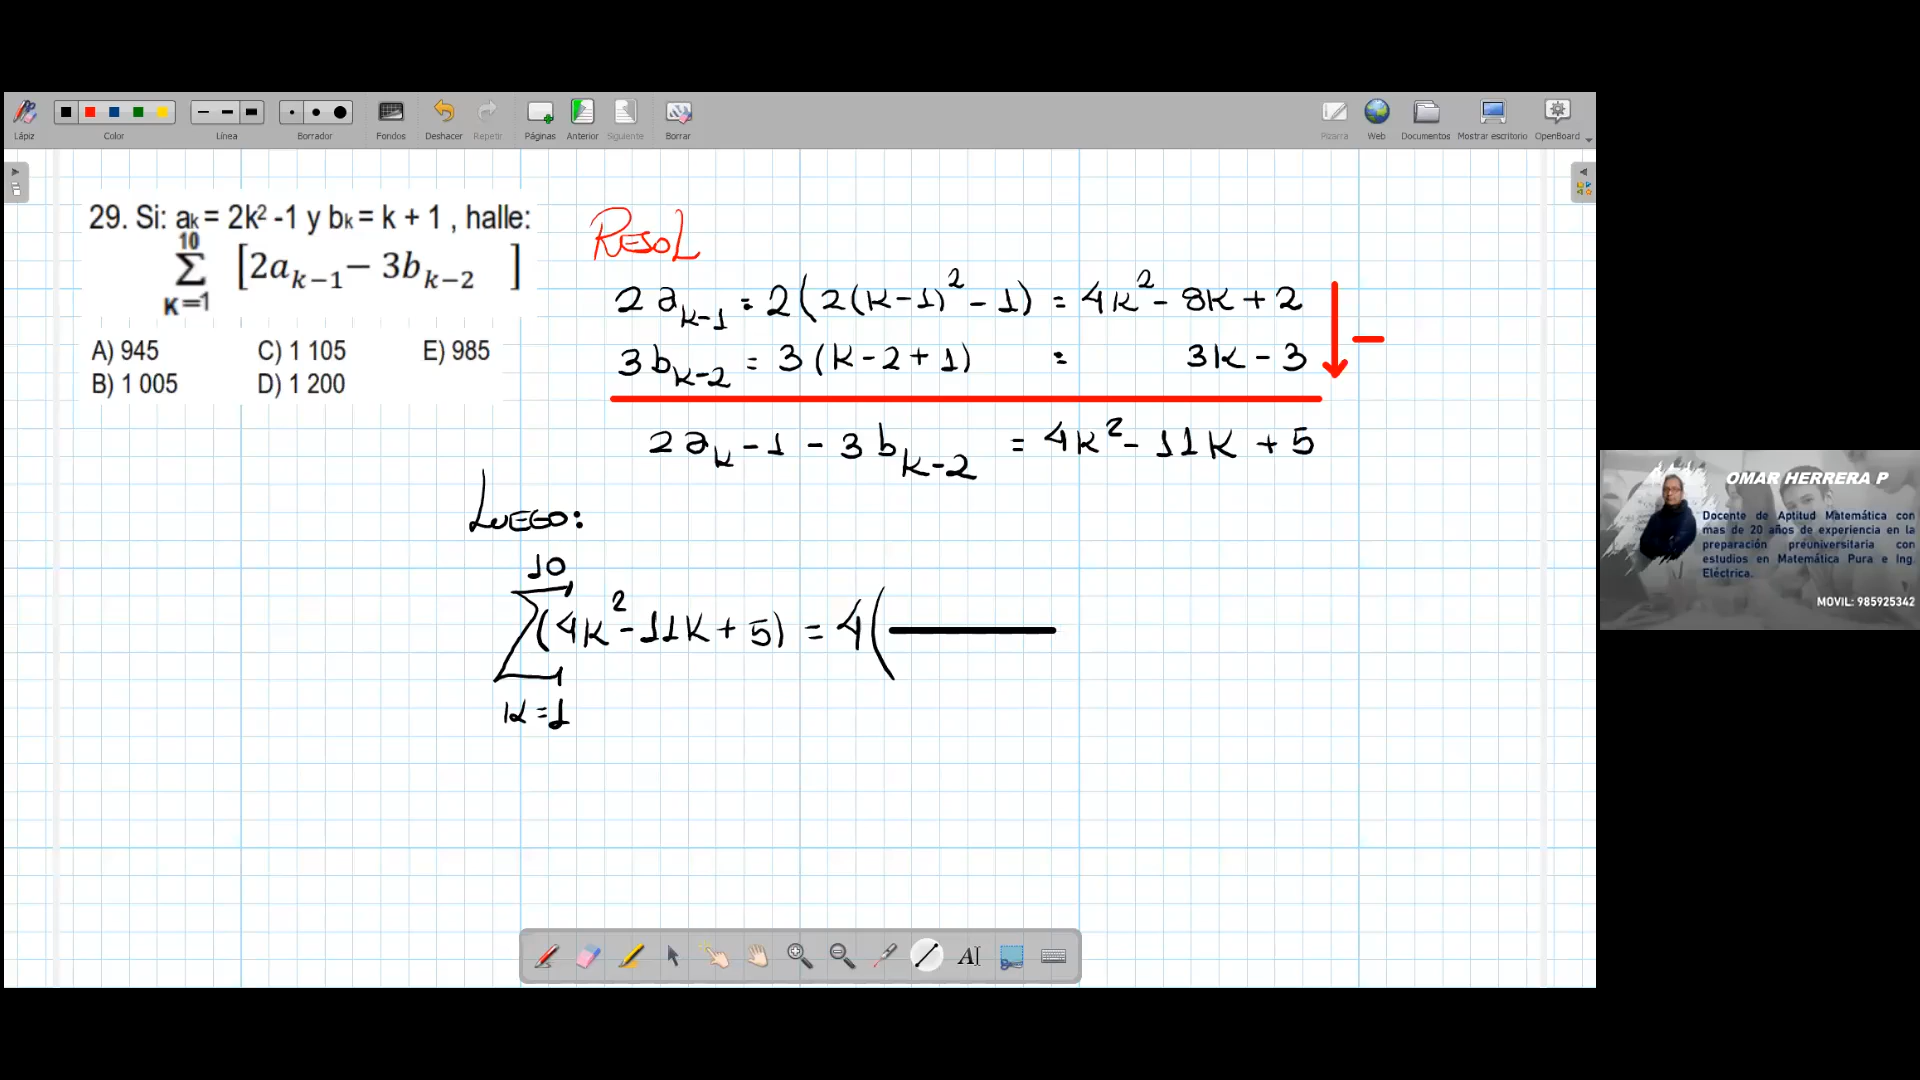 Lápiz
Color
Línea
Borrador
Fondos
Deshacer
Repetir
Páginas
Anterior
Siguiente
Borrar
Pizarra
Web
Documentos
Mostrar escritorio
OpenBoard
29. Si: aₖ = 2k² -1 y bₖ = k + 1 , halle:
10
Σ [2aₖ₋₁− 3bₖ₋₂ ]
K=1
A) 945 C) 1 105 E) 985
B) 1 005 D) 1 200
RESOL
2aₖ₋₁ = 2(2(k-1)² - 1) = 4k² - 8k + 2
3bₖ₋₂ = 3(k-2+1) = 3k - 3
−
2aₖ-1 - 3bₖ₋₂ = 4k² - 11k + 5
LUEGO:
10
Σ(4k² - 11k + 5) = 4(
K=1
OMAR HERRERA P
Docente de Aptitud Matemática con
mas de 20 años de experiencia en la
preparación preuniversitaria con
estudios en Matemática Pura e Ing.
Eléctrica.
MOVIL: 985925342
AI